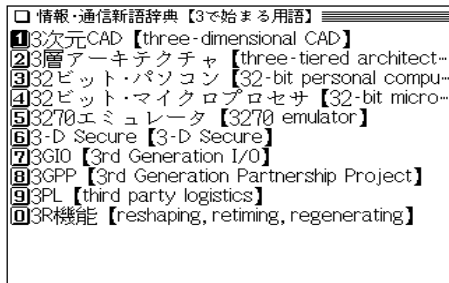 情報・通信新語辞典【3で始まる用語】
1 3次元CAD【three-dimensional CAD】
2 3層アーキテクチャ【three-tiered architect…
3 32ビット・パソコン【32-bit personal compu…
4 32ビット・マイクロプロセサ【32-bit micro…
5 3270エミュレータ【3270 emulator】
6 3-D Secure【3-D Secure】
7 3GIO【3rd Generation I/O】
8 3GPP【3rd Generation Partnership Project】
9 3PL【third party logistics】
0 3R機能【reshaping, retiming, regenerating】